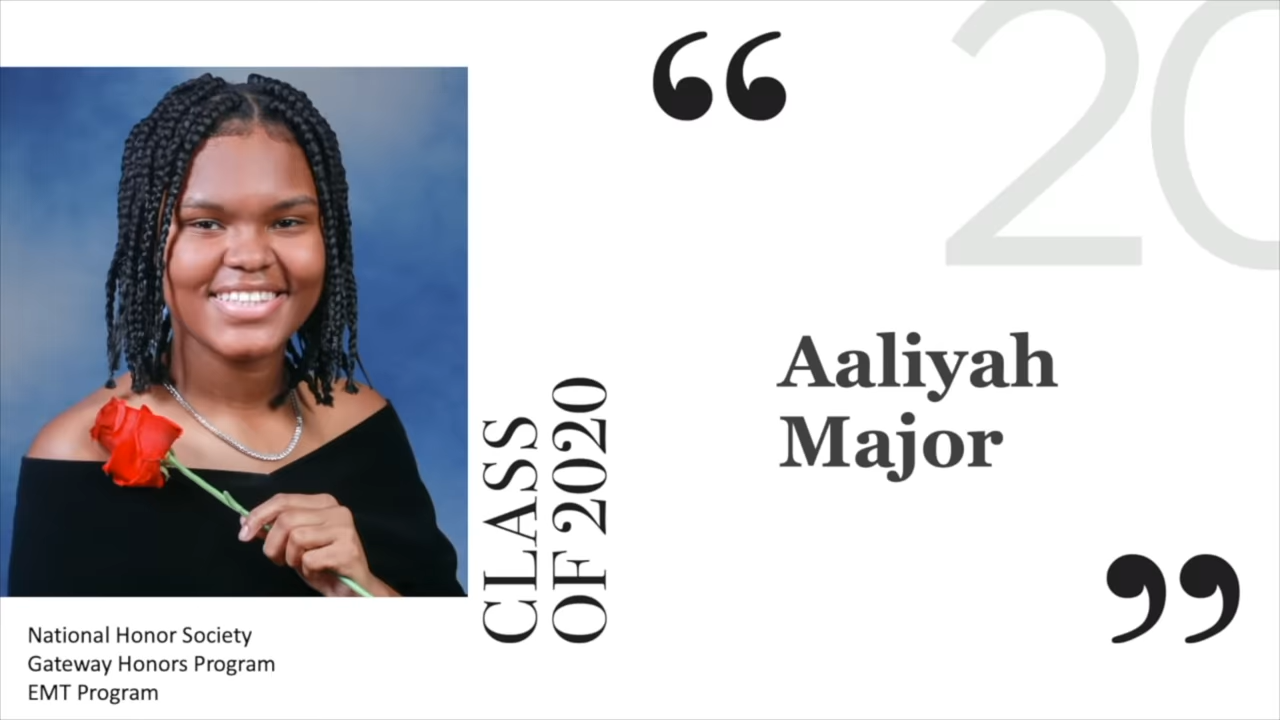 20
“
Aaliyah
Major
”
CLASS
OF 2020
National Honor Society
Gateway Honors Program
EMT Program